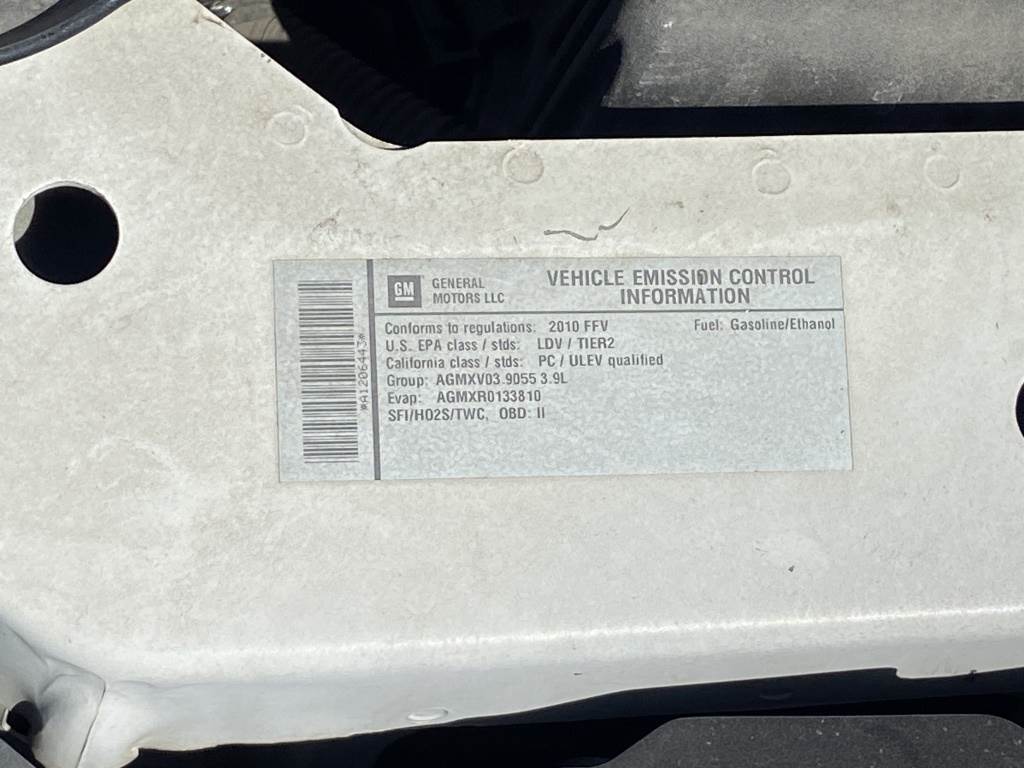 GM
GENERAL
MOTORS LLC
VEHICLE EMISSION CONTROL
INFORMATION
Conforms to regulations: 2010 FFV
Fuel: Gasoline/Ethanol
U.S. EPA class / stds: LDV / TIER2
California class / stds: PC / ULEV qualified
Group: AGMXV03.9055 3.9L
Evap: AGMXR0133810
SFI/HO2S/TWC, OBD: II
*A1206443*